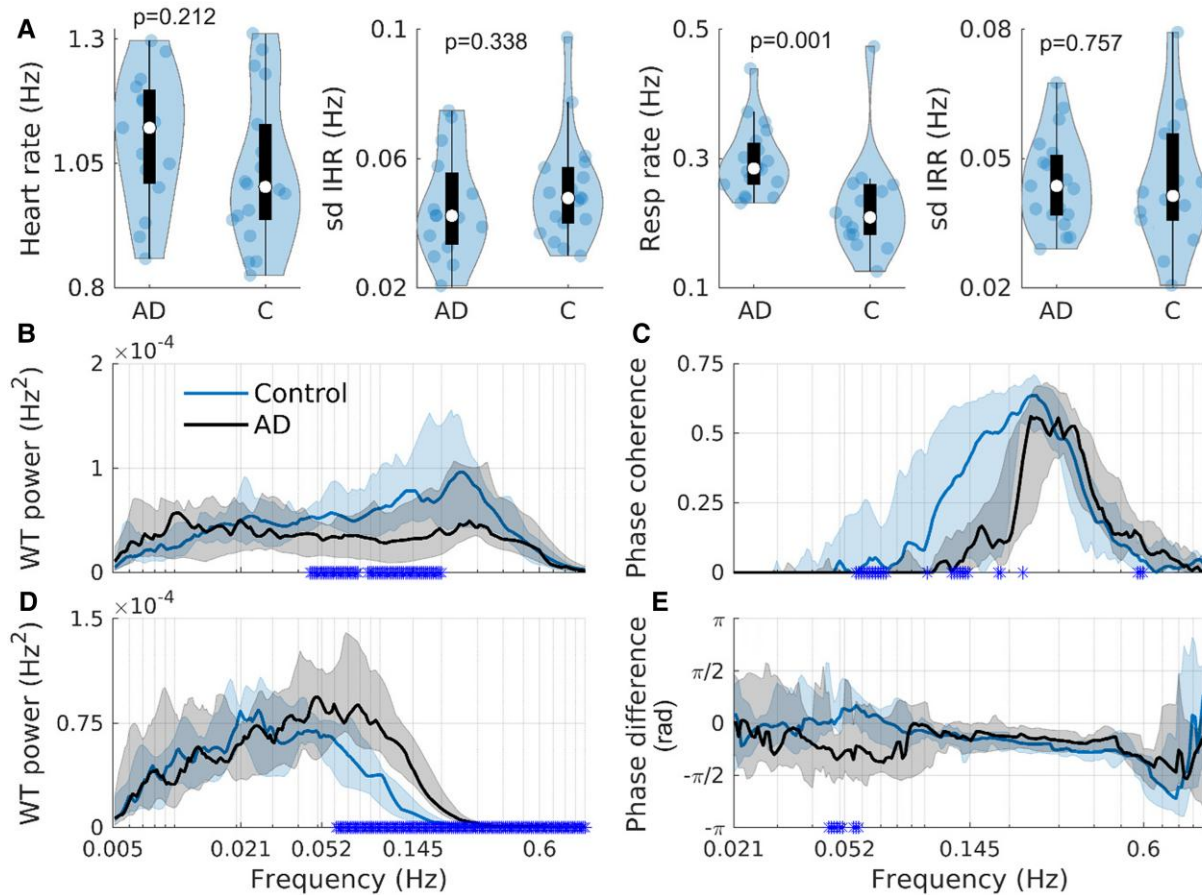 A
p=0.212
p=0.338
p=0.001
p=0.757
Heart rate (Hz)
1.3
1.05
0.8
AD
C
sd IHR (Hz)
0.1
0.06
0.02
AD
C
Resp rate (Hz)
0.5
0.3
0.1
AD
C
sd IRR (Hz)
0.08
0.05
0.02
AD
C
B
×10⁻⁴
WT power (Hz²)
2
1
0
Control
AD
C
Phase coherence
0.75
0.5
0.25
0
D
×10⁻⁴
WT power (Hz²)
1.5
0.75
0
0.005
0.021
0.052
0.145
0.6
Frequency (Hz)
E
Phase difference
(rad)
π
π/2
0
-π/2
-π
0.021
0.052
0.145
0.6
Frequency (Hz)